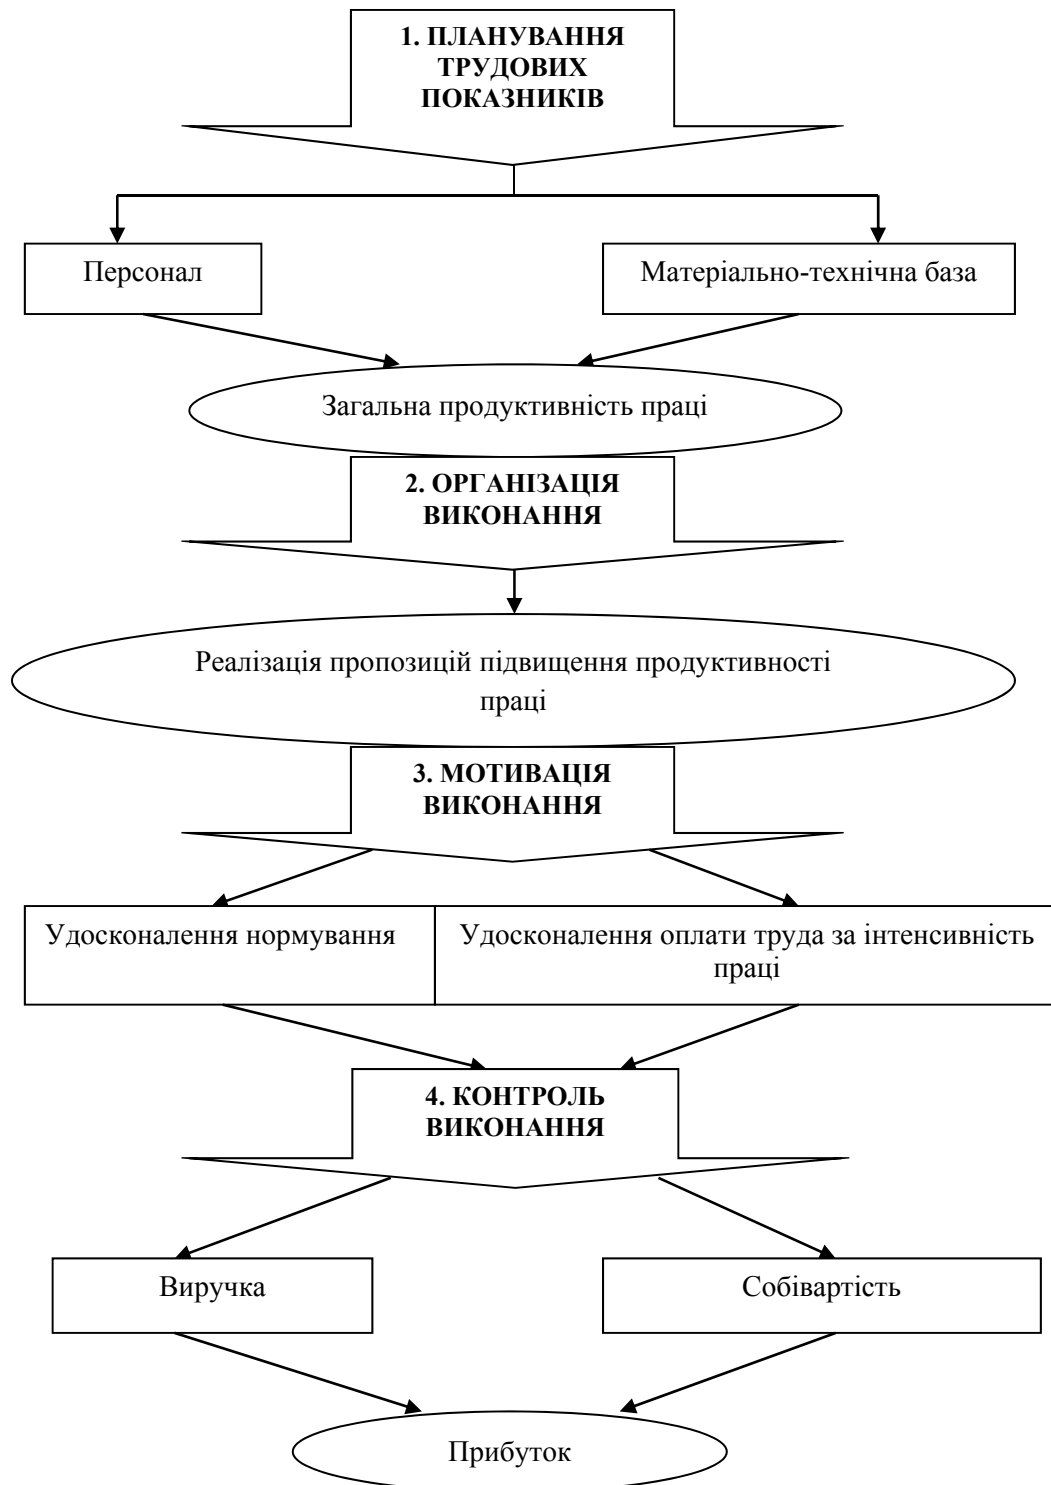 1. ПЛАНУВАННЯ
ТРУДОВИХ
ПОКАЗНИКІВ
Персонал
Матеріально-технічна база
Загальна продуктивність праці
2. ОРГАНІЗАЦІЯ
ВИКОНАННЯ
Реалізація пропозицій підвищення продуктивності
праці
3. МОТИВАЦІЯ
ВИКОНАННЯ
Удосконалення нормування
Удосконалення оплати труда за інтенсивність
праці
4. КОНТРОЛЬ
ВИКОНАННЯ
Виручка
Собівартість
Прибуток